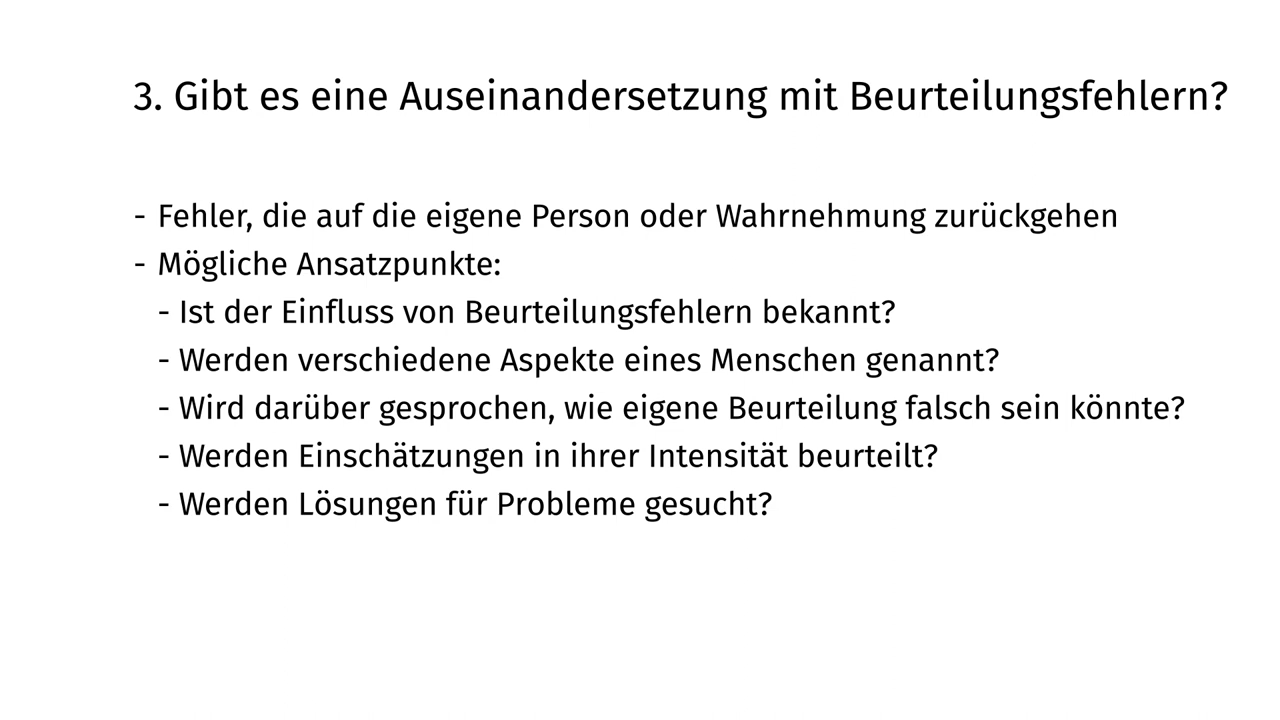 3. Gibt es eine Auseinandersetzung mit Beurteilungsfehlern?
- Fehler, die auf die eigene Person oder Wahrnehmung zurückgehen
- Mögliche Ansatzpunkte:
- Ist der Einfluss von Beurteilungsfehlern bekannt?
- Werden verschiedene Aspekte eines Menschen genannt?
- Wird darüber gesprochen, wie eigene Beurteilung falsch sein könnte?
- Werden Einschätzungen in ihrer Intensität beurteilt?
- Werden Lösungen für Probleme gesucht?